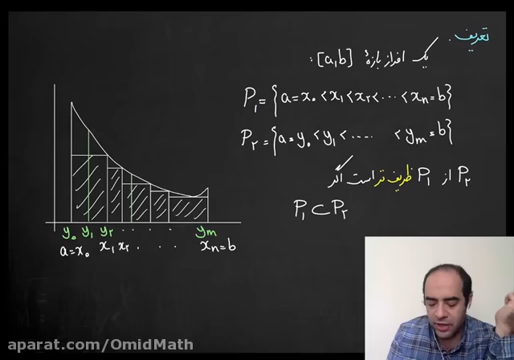 تعریف.
یک افراز بازهٔ [a,b]:
P₁={a=x₀<x₁<x₂<...<xₙ=b}
P₂={a=y₀<y₁<.... <yₘ=b}
P₂ از P₁ ظریف تر است اگر
P₁⊂P₂
y₀ y₁ y₂ . . . . . yₘ
a=x₀ x₁ x₂ . . . xₙ=b
aparat.com/OmidMath